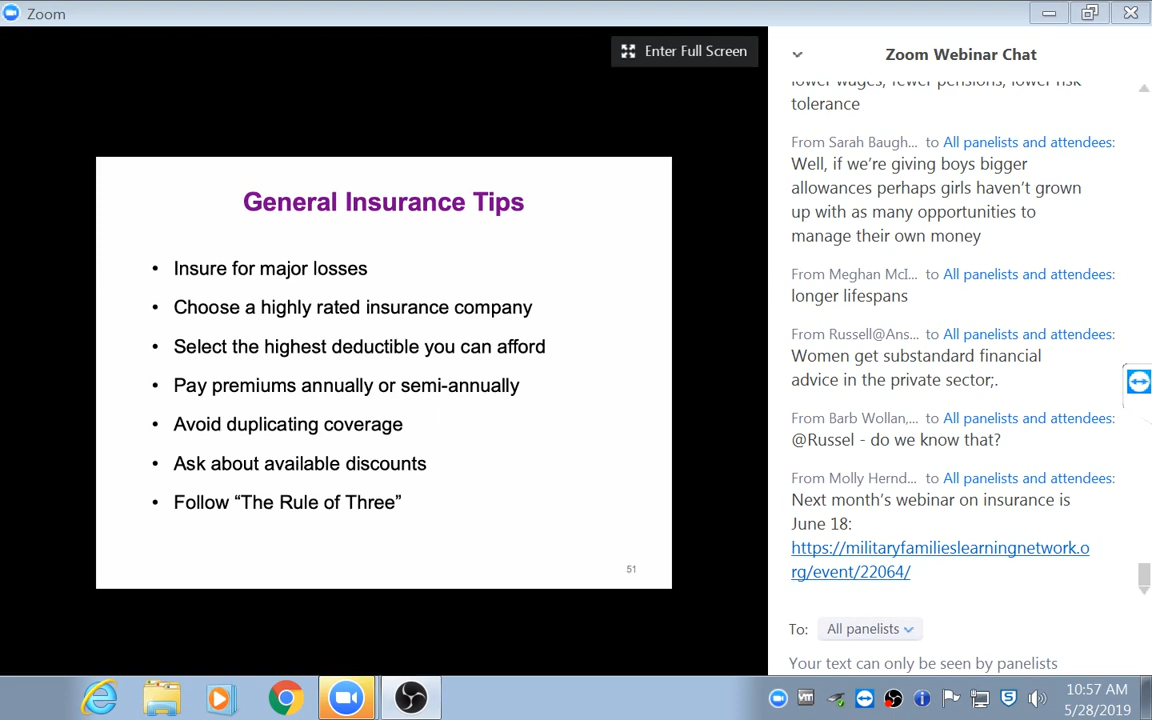 Zoom
Enter Full Screen
General Insurance Tips
• Insure for major losses
• Choose a highly rated insurance company
• Select the highest deductible you can afford
• Pay premiums annually or semi-annually
• Avoid duplicating coverage
• Ask about available discounts
• Follow “The Rule of Three”
51
Zoom Webinar Chat
lower wages, fewer pensions, lower risk
tolerance
From Sarah Baugh... to All panelists and attendees:
Well, if we’re giving boys bigger
allowances perhaps girls haven’t grown
up with as many opportunities to
manage their own money
From Meghan McI... to All panelists and attendees:
longer lifespans
From Russell@Ans... to All panelists and attendees:
Women get substandard financial
advice in the private sector;.
From Barb Wollan,... to All panelists and attendees:
@Russel - do we know that?
From Molly Hernd... to All panelists and attendees:
Next month’s webinar on insurance is
June 18:
https://militaryfamilieslearningnetwork.o
rg/event/22064/
To: All panelists
Your text can only be seen by panelists
10:57 AM
5/28/2019